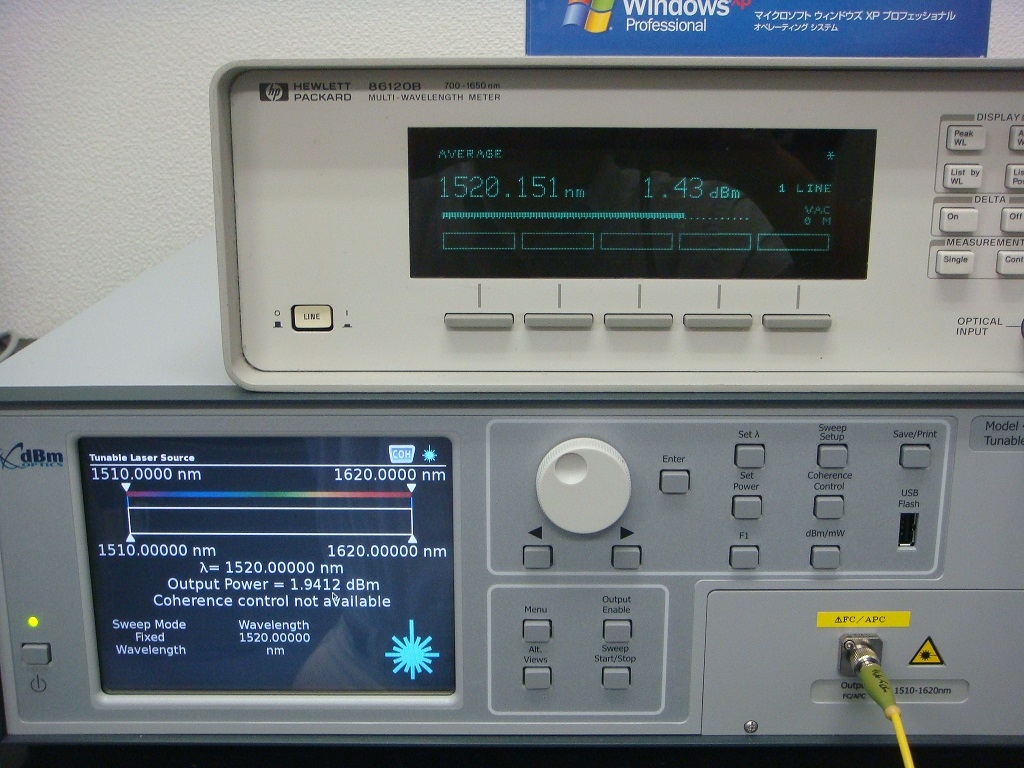 Windows xp
Professional
マイクロソフト ウィンドウズ XP プロフェッショナル
オペレーティング システム
hp HEWLETT PACKARD
86120B 700-1650 nm
MULTI-WAVELENGTH METER
AVERAGE *
1520.151 nm 1.43 dBm 1 LINE
VAC
0 M
DISPLAY
Peak WL
List by WL
DELTA
On
Off
MEASUREMENT
Single
Cont
LINE
OPTICAL INPUT
dBm
OPTICS
Tunable Laser Source COH
1510.0000 nm 1620.0000 nm
1510.00000 nm 1620.00000 nm
λ= 1520.00000 nm
Output Power = 1.9412 dBm
Coherence control not available
Sweep Mode Wavelength
Fixed 1520.00000
Wavelength nm
Enter
Set λ
Sweep Setup
Save/Print
Set Power
Coherence Control
USB Flash
F1
dBm/mW
Menu
Output Enable
Alt. Views
Sweep Start/Stop
Model
Tunable
⚠FC/APC
Output 1510-1620nm
FC/APC